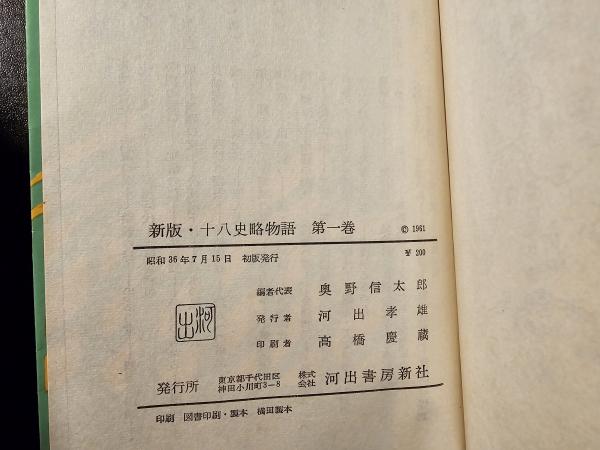 新版・十八史略物語 第一巻 © 1961
昭和36年7月15日 初版発行 ¥ 200
編者代表 奥野信太郎
発行者 河出孝雄
印刷者 高橋慶蔵
河出
発行所 東京都千代田区神田小川町3−8 株式会社 河出書房新社
印刷 図書印刷・製本 横田製本